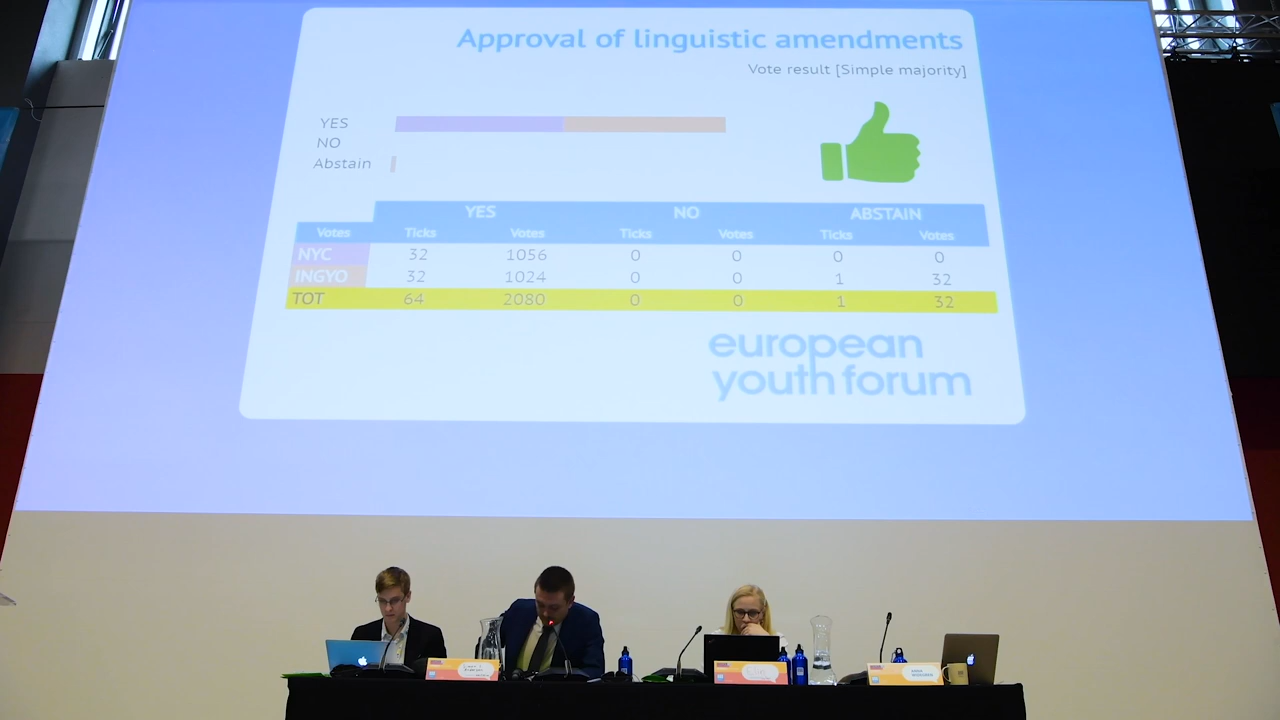 Approval of linguistic amendments
Vote result [Simple majority]
YES
NO
Abstain
YES NO ABSTAIN
Votes Ticks Votes Ticks Votes Ticks Votes
NYC 32 1056 0 0 0 0
INGYO 32 1024 0 0 1 32
TOT 64 2080 0 0 1 32
european
youth forum